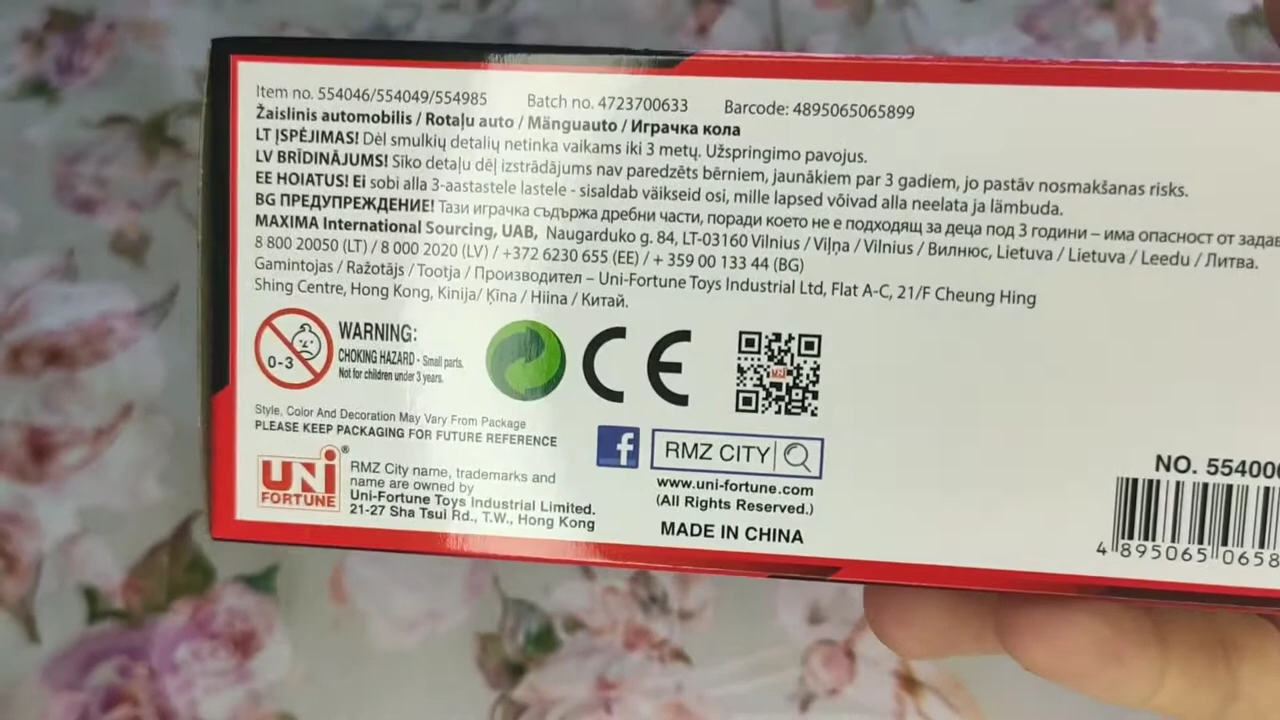 Item no. 554046/554049/554985 Batch no. 4723700633 Barcode: 4895065065899
Žaislinis automobilis / Rotaļu auto / Mänguauto / Играчка кола
LT ĮSPĖJIMAS! Dėl smulkių detalių netinka vaikams iki 3 metų. Užspringimo pavojus.
LV BRĪDINĀJUMS! Sīko detaļu dēļ izstrādājums nav paredzēts bērniem, jaunākiem par 3 gadiem, jo pastāv nosmakšanas risks.
EE HOIATUS! Ei sobi alla 3-aastastele lastele - sisaldab väikseid osi, mille lapsed võivad alla neelata ja lämbuda.
BG ПРЕДУПРЕЖДЕНИЕ! Тази играчка съдържа дребни части, поради което не е подходящ за деца под 3 години – има опасност от задав
MAXIMA International Sourcing, UAB, Naugarduko g. 84, LT-03160 Vilnius / Viļņa / Vilnius / Вилнюс, Lietuva / Lietuva / Leedu / Литва.
8 800 20050 (LT) / 8 000 2020 (LV) / +372 6230 655 (EE) / + 359 00 133 44 (BG)
Gamintojas / Ražotājs / Tootja / Производител – Uni-Fortune Toys Industrial Ltd, Flat A-C, 21/F Cheung Hing
Shing Centre, Hong Kong, Kinija/ Ķīna / Hiina / Китай.
0-3
WARNING:
CHOKING HAZARD - Small parts.
Not for children under 3 years.
CE
Style, Color And Decoration May Vary From Package
PLEASE KEEP PACKAGING FOR FUTURE REFERENCE
UNi ®
FORTUNE
RMZ City name, trademarks and
name are owned by
Uni-Fortune Toys Industrial Limited.
21-27 Sha Tsui Rd., T.W., Hong Kong
f
RMZ CITY
www.uni-fortune.com
(All Rights Reserved.)
MADE IN CHINA
NO. 55400
4 895065 0658